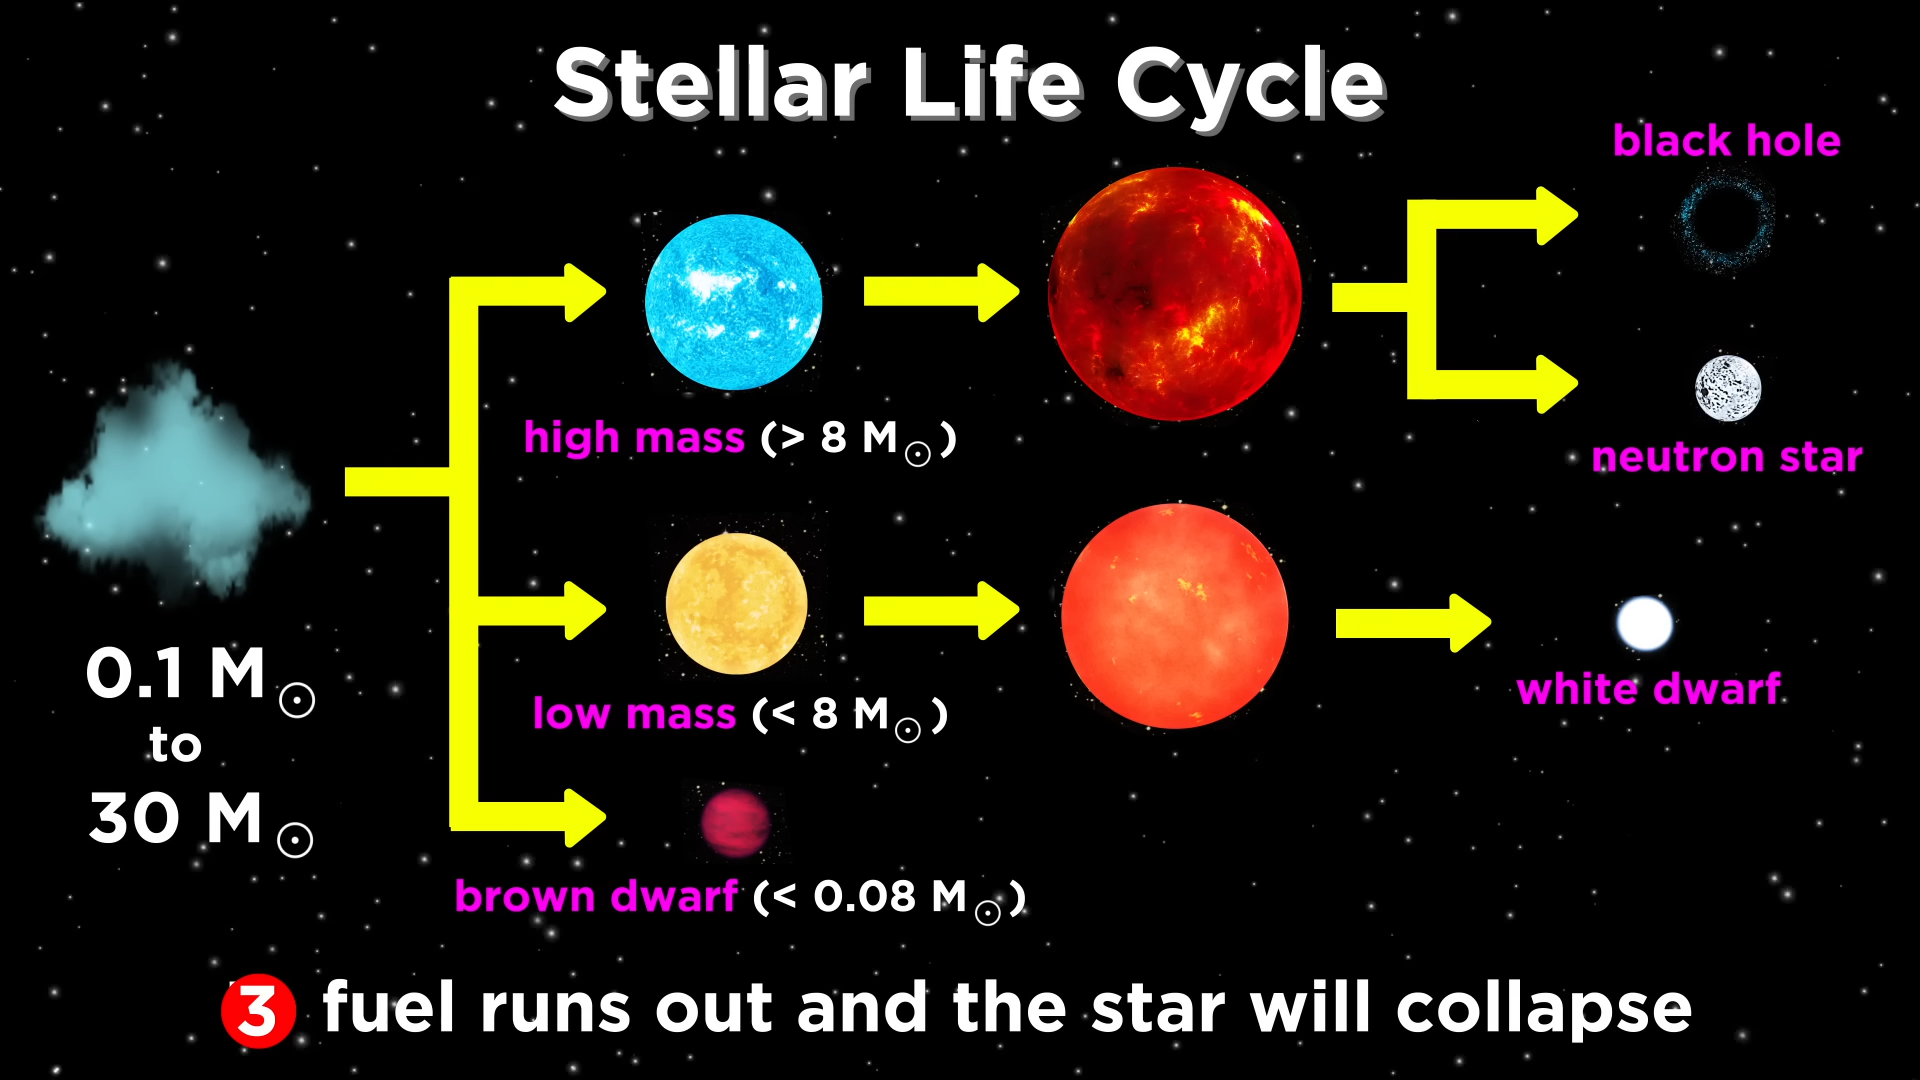 Stellar Life Cycle
black hole
high mass (> 8 M☉)
neutron star
0.1 M☉
to
30 M☉
low mass (< 8 M☉)
white dwarf
brown dwarf (< 0.08 M☉)
3 fuel runs out and the star will collapse